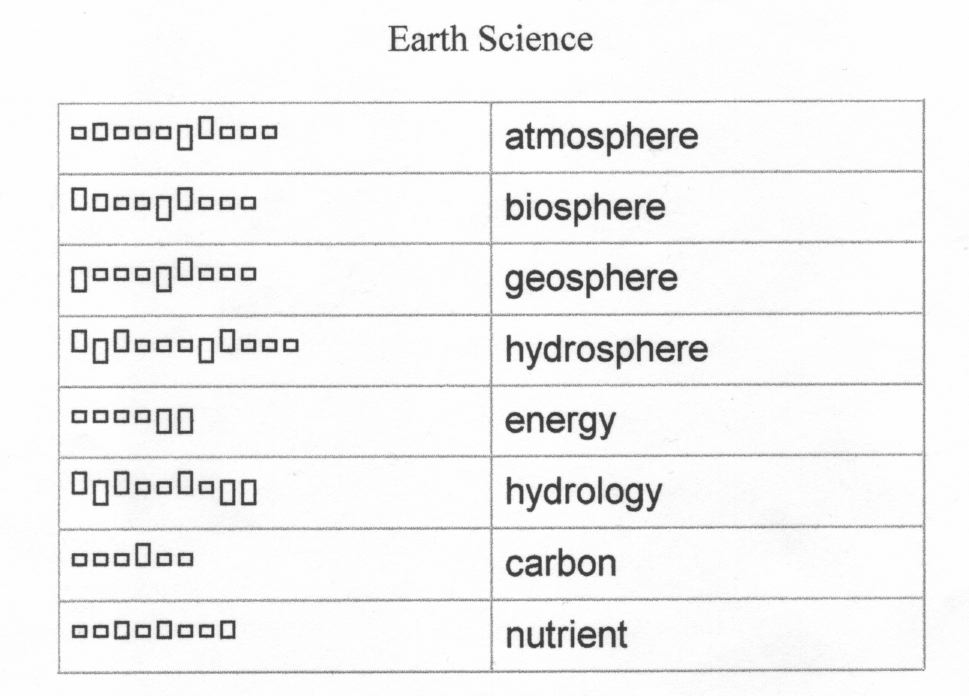 Earth Science
atmosphere
biosphere
geosphere
hydrosphere
energy
hydrology
carbon
nutrient